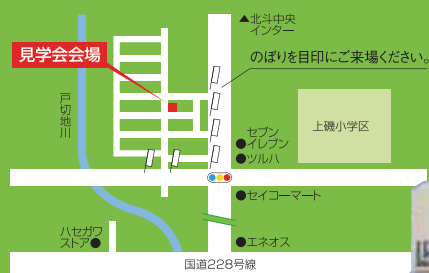 ▲北斗中央
インター
見学会会場
のぼりを目印にご来場ください。
戸切地川
上磯小学区
セブン
●イレブン
●ツルハ
●セイコーマート
ハセガワ
ストア●
●エネオス
国道228号線